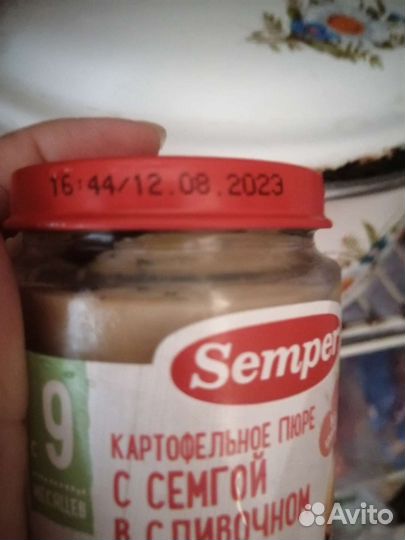 16:44/12.08.2023
Semper
с 9
месяцев
КАРТОФЕЛЬНОЕ ПЮРЕ
С СЕМГОЙ
В СЛИВОЧНОМ
Avito